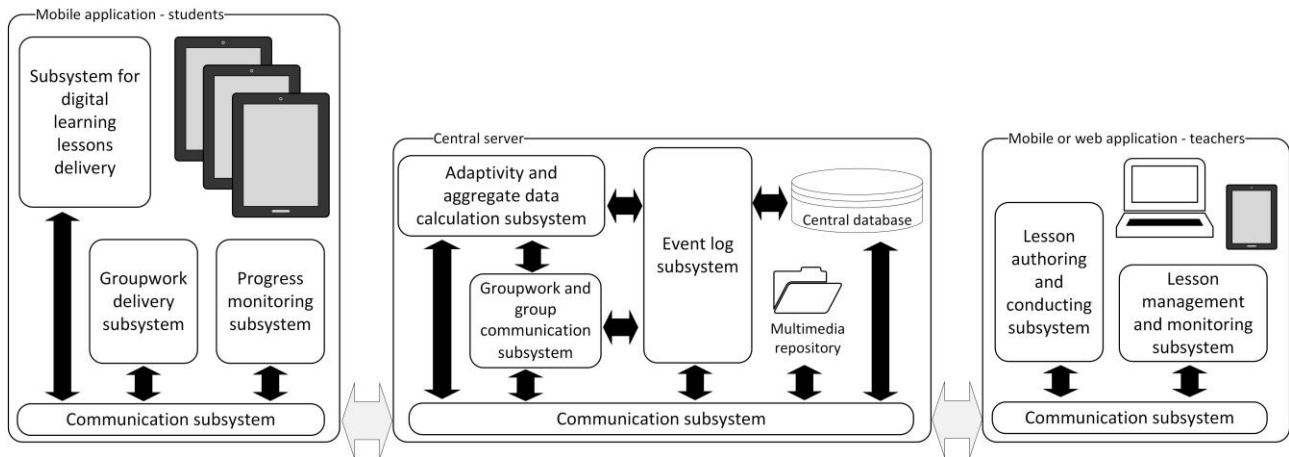 Mobile application - students
Subsystem for
digital
learning
lessons
delivery
Groupwork
delivery
subsystem
Progress
monitoring
subsystem
Communication subsystem
Central server
Adaptivity and
aggregate data
calculation subsystem
Groupwork and
group
communication
subsystem
Event log
subsystem
Central database
Multimedia
repository
Communication subsystem
Mobile or web application - teachers
Lesson
authoring
and
conducting
subsystem
Lesson
management
and monitoring
subsystem
Communication subsystem